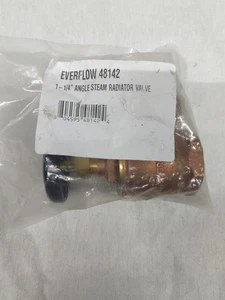 EVERFLOW 48142
1 - 1/4" ANGLE STEAM RADIATOR VALVE